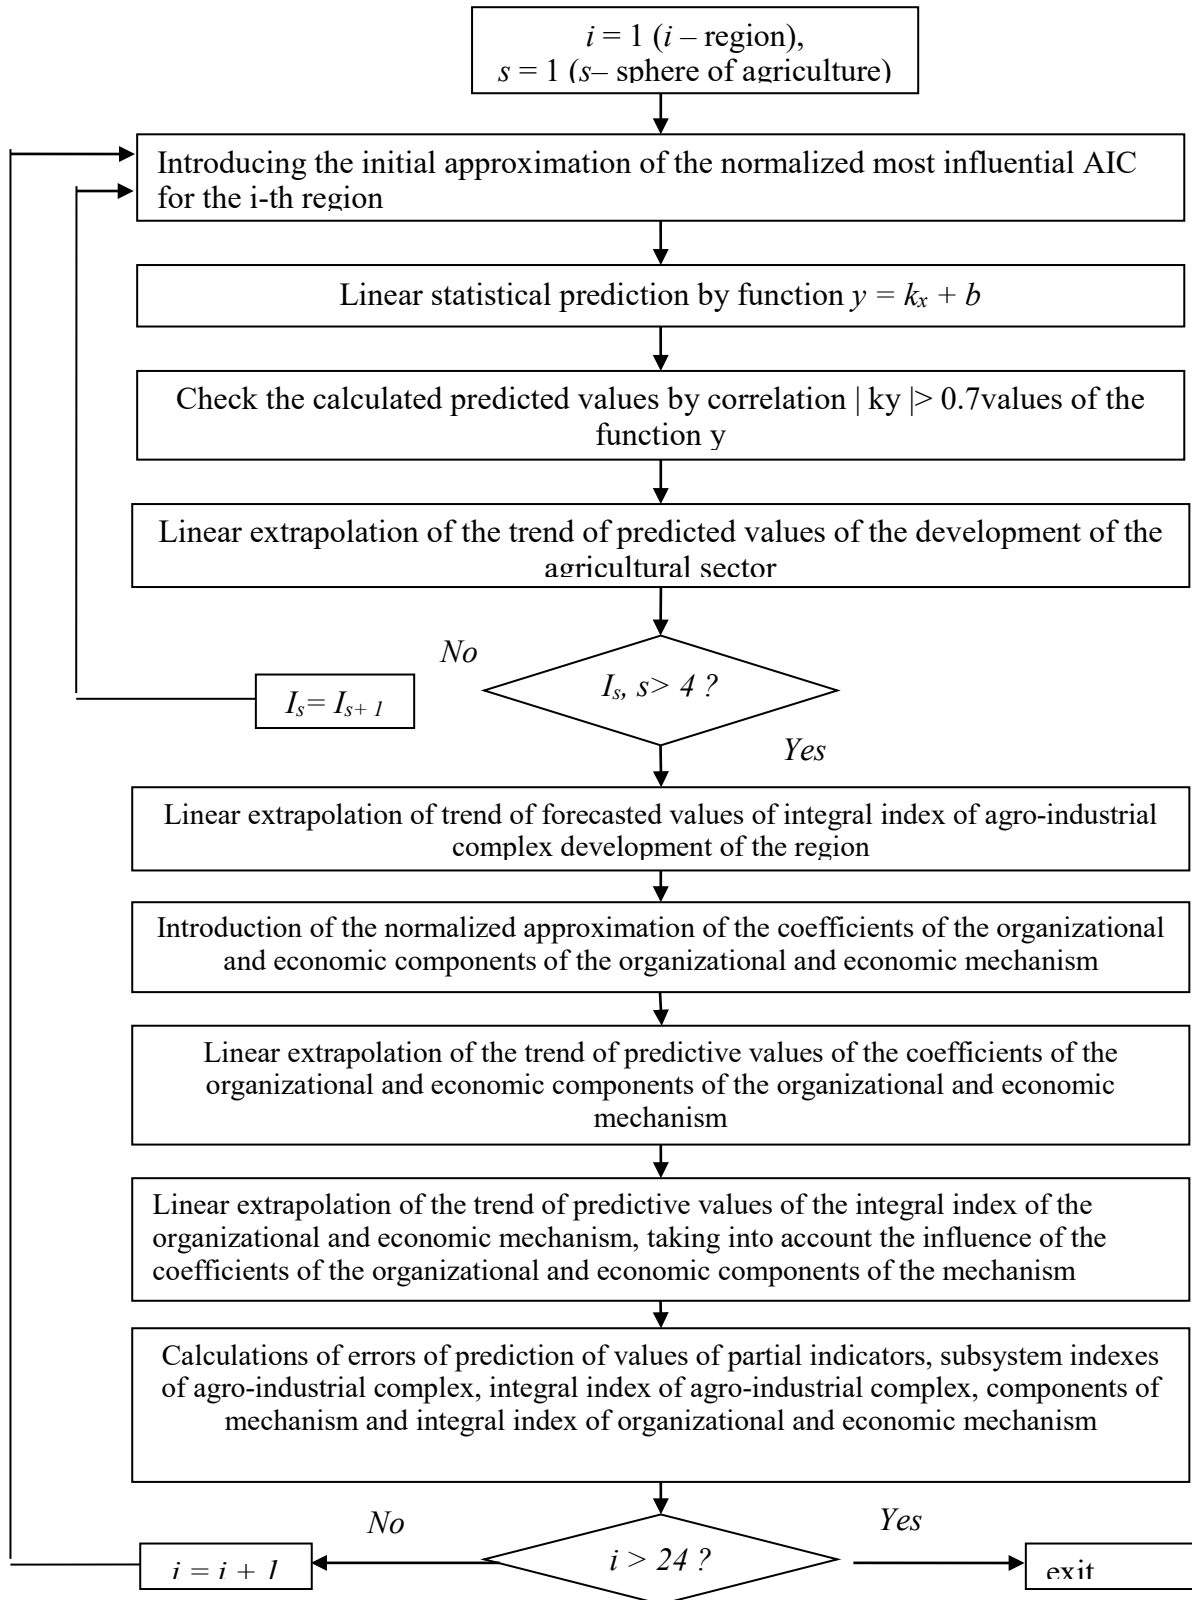 i = 1 (i – region),
s = 1 (s– sphere of agriculture)
Introducing the initial approximation of the normalized most influential AIC
for the i-th region
Linear statistical prediction by function y = kₓ + b
Check the calculated predicted values by correlation | ky |> 0.7values of the
function y
Linear extrapolation of the trend of predicted values of the development of the
agricultural sector
No
Iₛ, s> 4 ?
Iₛ= Iₛ₊ ₁
Yes
Linear extrapolation of trend of forecasted values of integral index of agro-industrial
complex development of the region
Introduction of the normalized approximation of the coefficients of the organizational
and economic components of the organizational and economic mechanism
Linear extrapolation of the trend of predictive values of the coefficients of the
organizational and economic components of the organizational and economic
mechanism
Linear extrapolation of the trend of predictive values of the integral index of the
organizational and economic mechanism, taking into account the influence of the
coefficients of the organizational and economic components of the mechanism
Calculations of errors of prediction of values of partial indicators, subsystem indexes
of agro-industrial complex, integral index of agro-industrial complex, components of
mechanism and integral index of organizational and economic mechanism
No
Yes
i > 24 ?
i = i + 1
exit